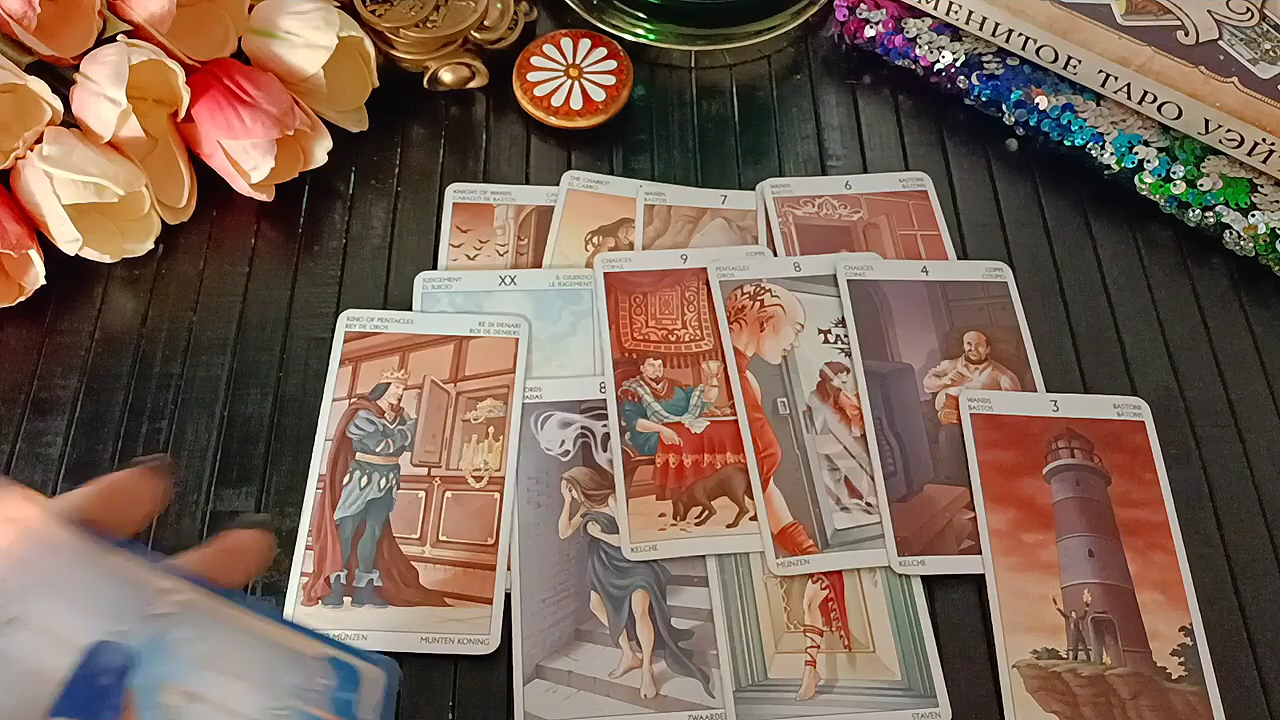 МЕНИТОЕ ТАРО УЭЙ
KNIGHT OF WANDS
CABALLO DE BASTOS
THE CHARIOT
EL CARRO
WANDS
BASTOS
7
WANDS
BASTOS
6
BASTONI
BÂTONS
JUDGEMENT
EL JUICIO
XX
IL GIUDIZIO
LE JUGEMENT
CHALICES
COPAS
9
COPPE
PENTACLES
OROS
8
CHALICES
COPAS
4
COPPE
COUPES
KING OF PENTACLES
REY DE OROS
RE DI DENARI
ROI DE DENIERS
8
WANDS
BASTOS
3
BASTONI
BÂTONS
TA
KELCHE
MÜNZEN
KELCHE
MÜNZEN
MUNTEN KONING
ZWAARDE
STAVEN